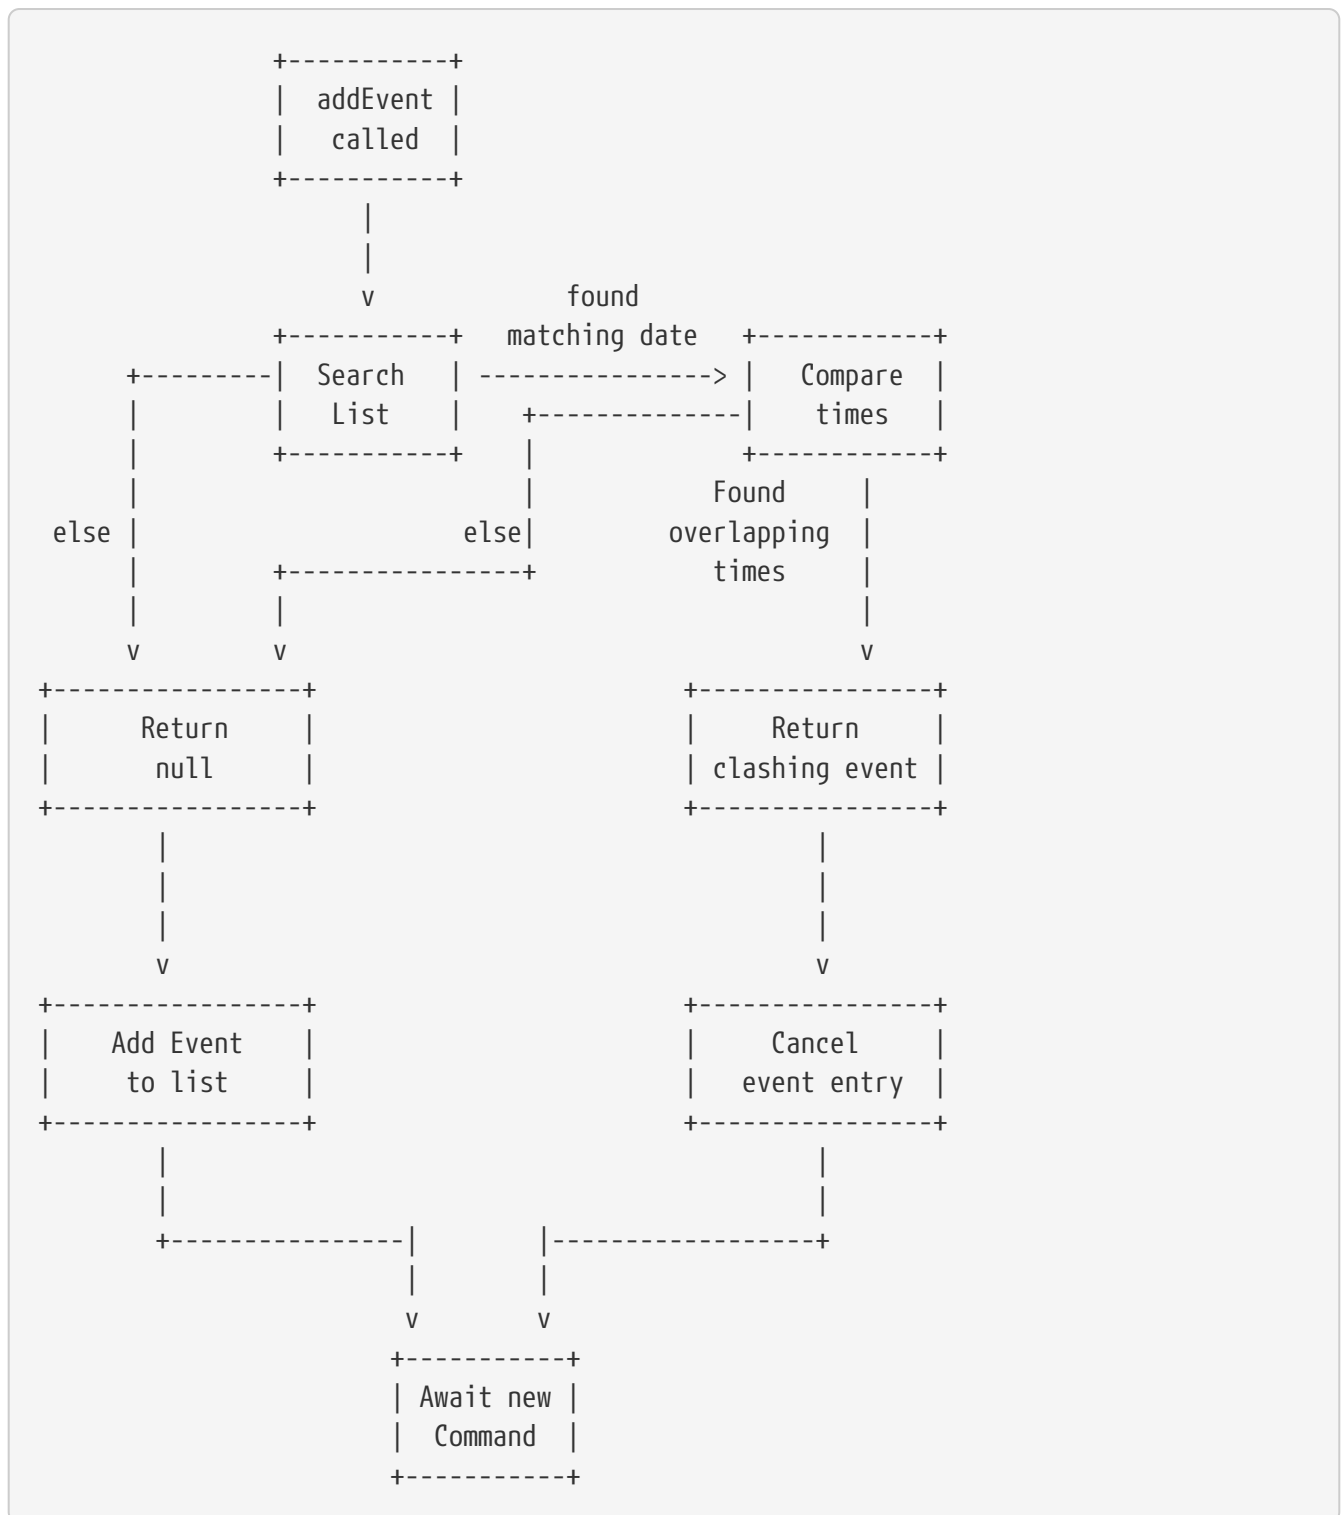 addEvent
called
found
matching date
Search
List
Compare
times
else
else
Found
overlapping
times
Return
null
Return
clashing event
Add Event
to list
Cancel
event entry
Await new
Command